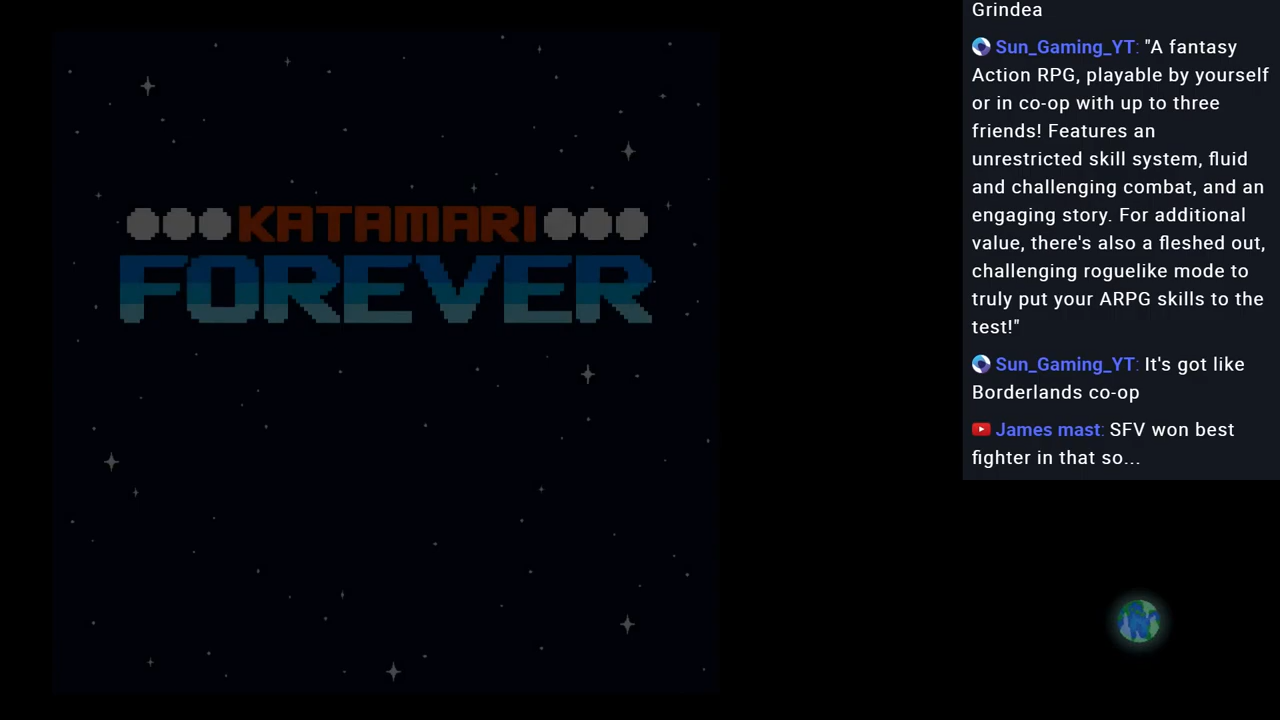 KATAMARI
FOREVER
Grindea
Sun_Gaming_YT: "A fantasy
Action RPG, playable by yourself
or in co-op with up to three
friends! Features an
unrestricted skill system, fluid
and challenging combat, and an
engaging story. For additional
value, there's also a fleshed out,
challenging roguelike mode to
truly put your ARPG skills to the
test!"
Sun_Gaming_YT: It's got like
Borderlands co-op
James mast: SFV won best
fighter in that so...